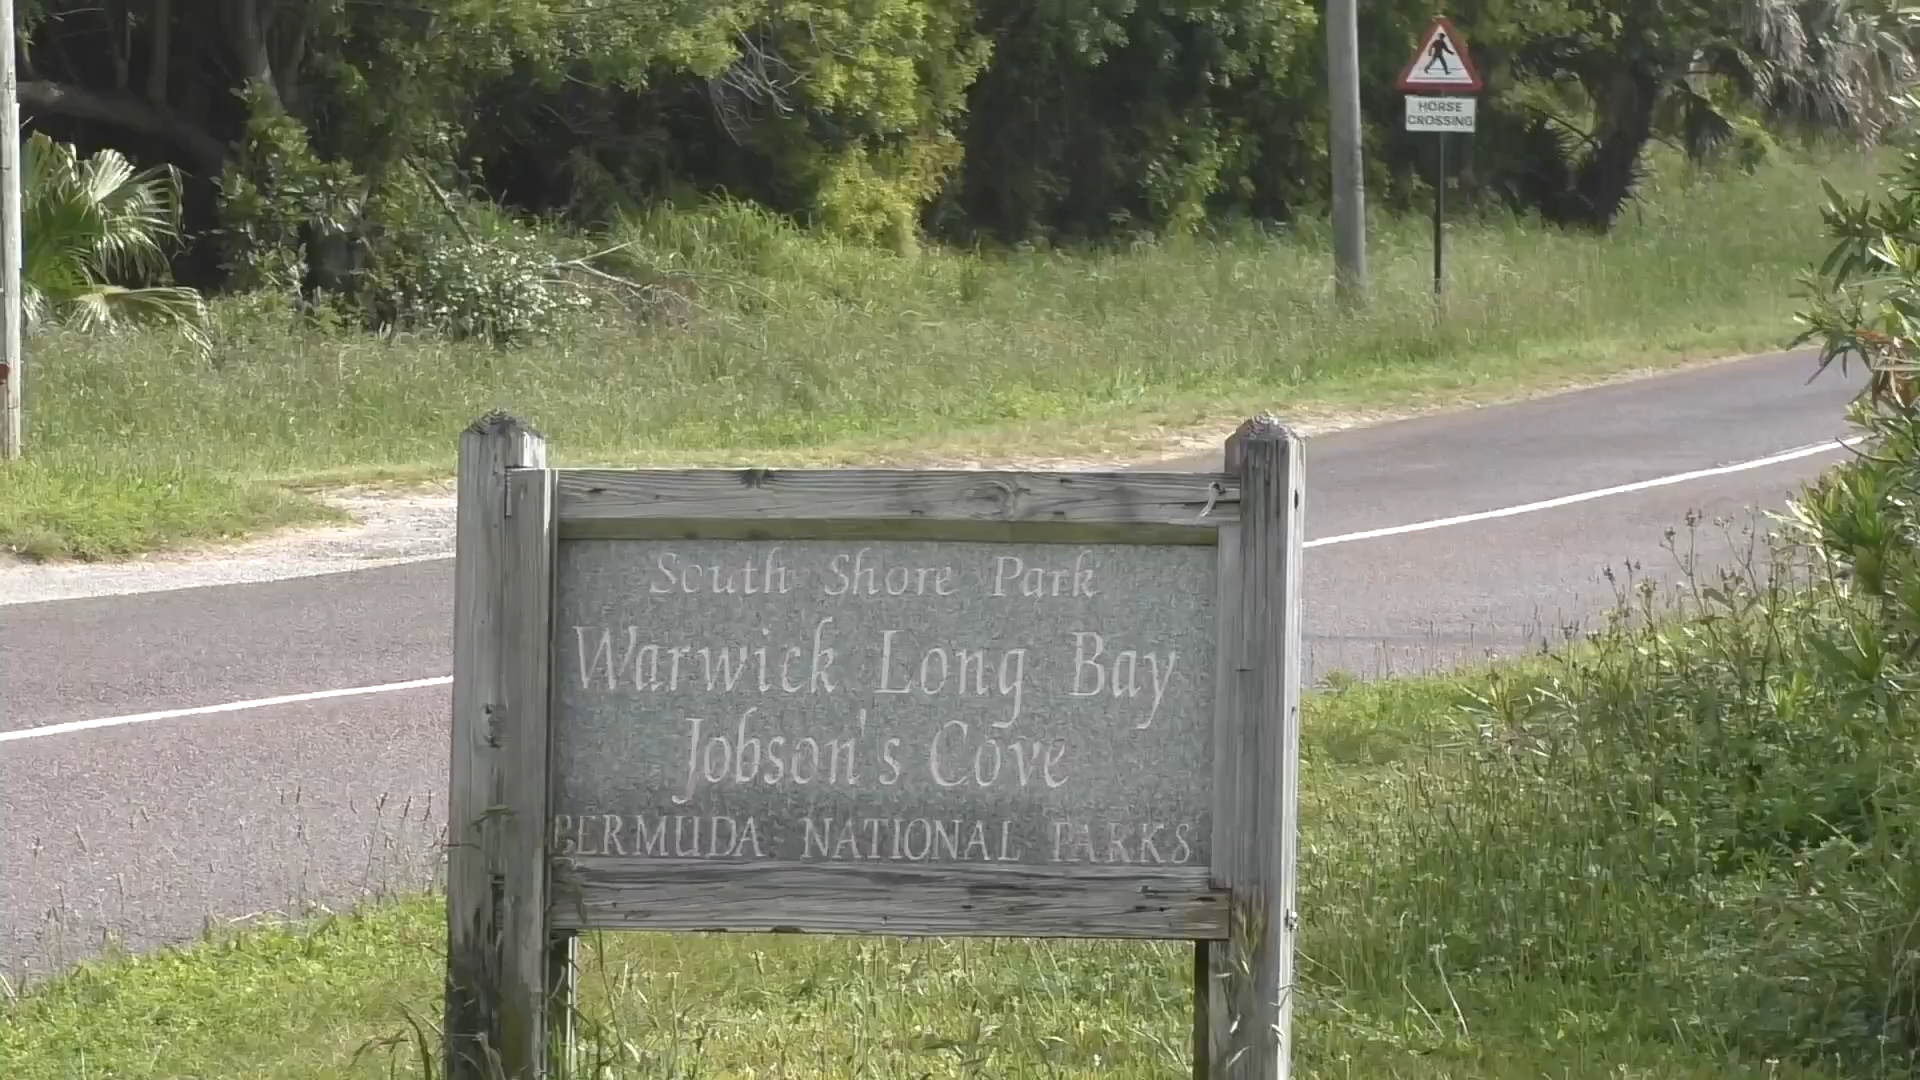 HORSE
CROSSING
South Shore Park
Warwick Long Bay
Jobson's Cove
BERMUDA NATIONAL PARKS